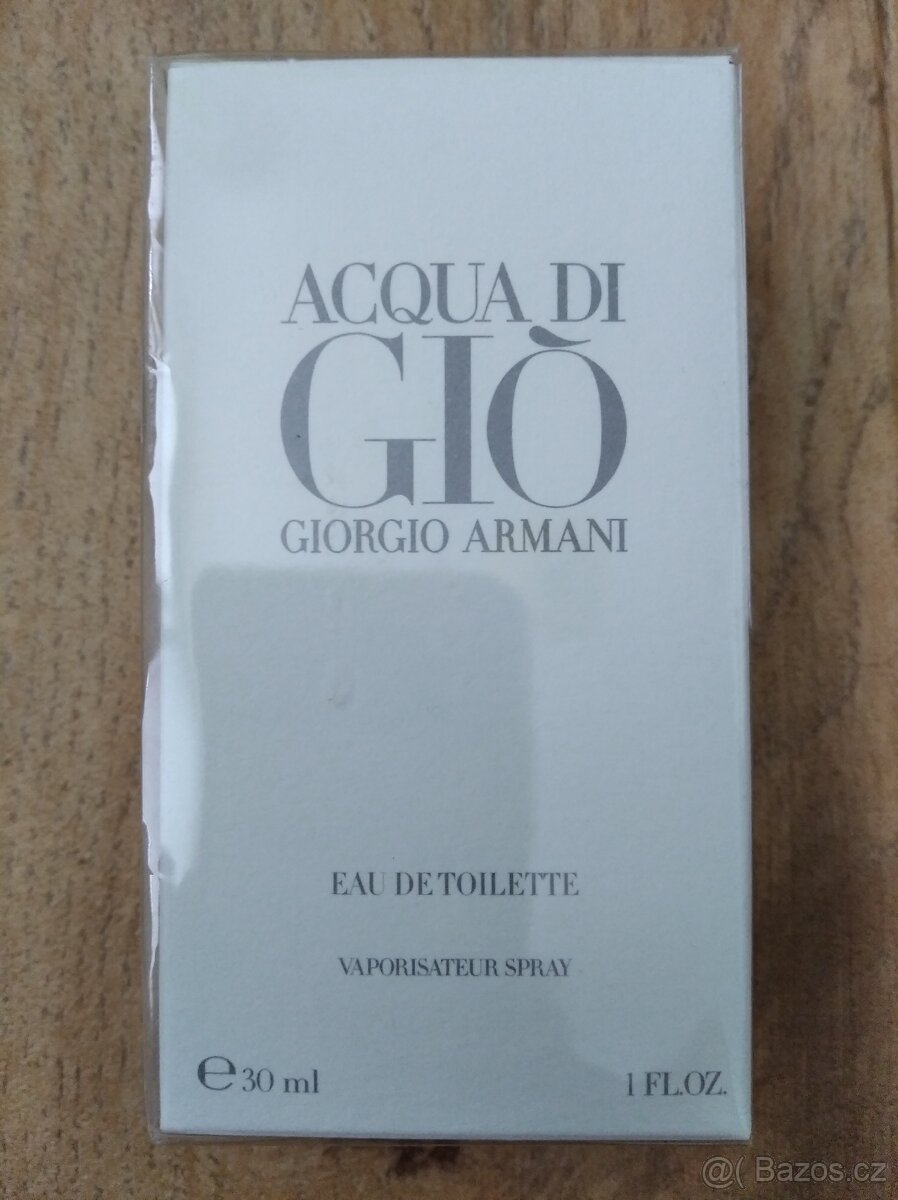 ACQUA DI
GIÒ
GIORGIO ARMANI
EAU DE TOILETTE
VAPORISATEUR SPRAY
℮ 30 ml
1 FL.OZ.
@( Bazos.cz